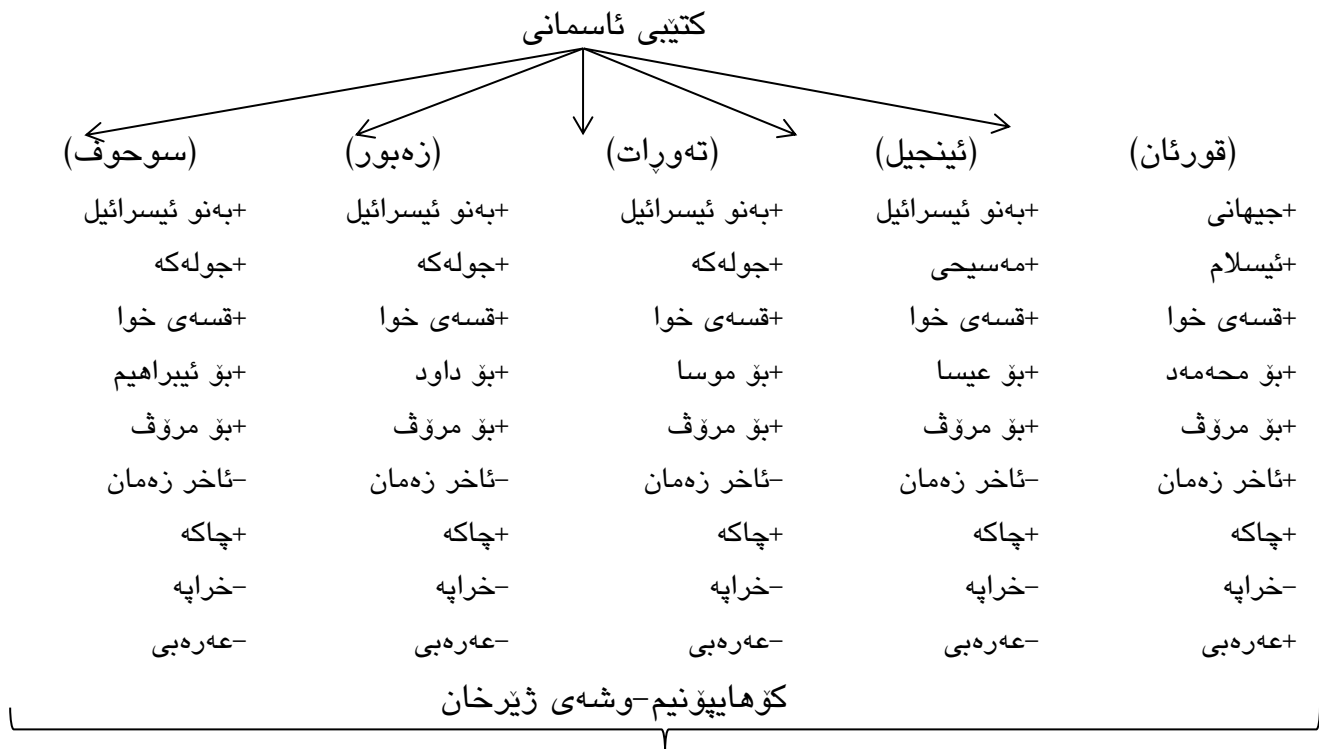 کتێبی ئاسمانی
(قورئان) (ئینجیل) (تەوڕات) (زەبور) (سوحوف)
+جیهانی +بەنو ئیسرائیل +بەنو ئیسرائیل +بەنو ئیسرائیل +بەنو ئیسرائیل
+ئیسلام +مەسیحی +جولەکە +جولەکە +جولەکە
+قسەی خوا +قسەی خوا +قسەی خوا +قسەی خوا +قسەی خوا
+بۆ محەمەد +بۆ عیسا +بۆ موسا +بۆ داود +بۆ ئیبراهیم
+بۆ مرۆڤ +بۆ مرۆڤ +بۆ مرۆڤ +بۆ مرۆڤ +بۆ مرۆڤ
+ئاخر زەمان -ئاخر زەمان -ئاخر زەمان -ئاخر زەمان -ئاخر زەمان
+چاکە +چاکە +چاکە +چاکە +چاکە
-خراپە -خراپە -خراپە -خراپە -خراپە
+عەرەبی -عەرەبی -عەرەبی -عەرەبی -عەرەبی
کۆهایپۆنیم-وشەی ژێرخان